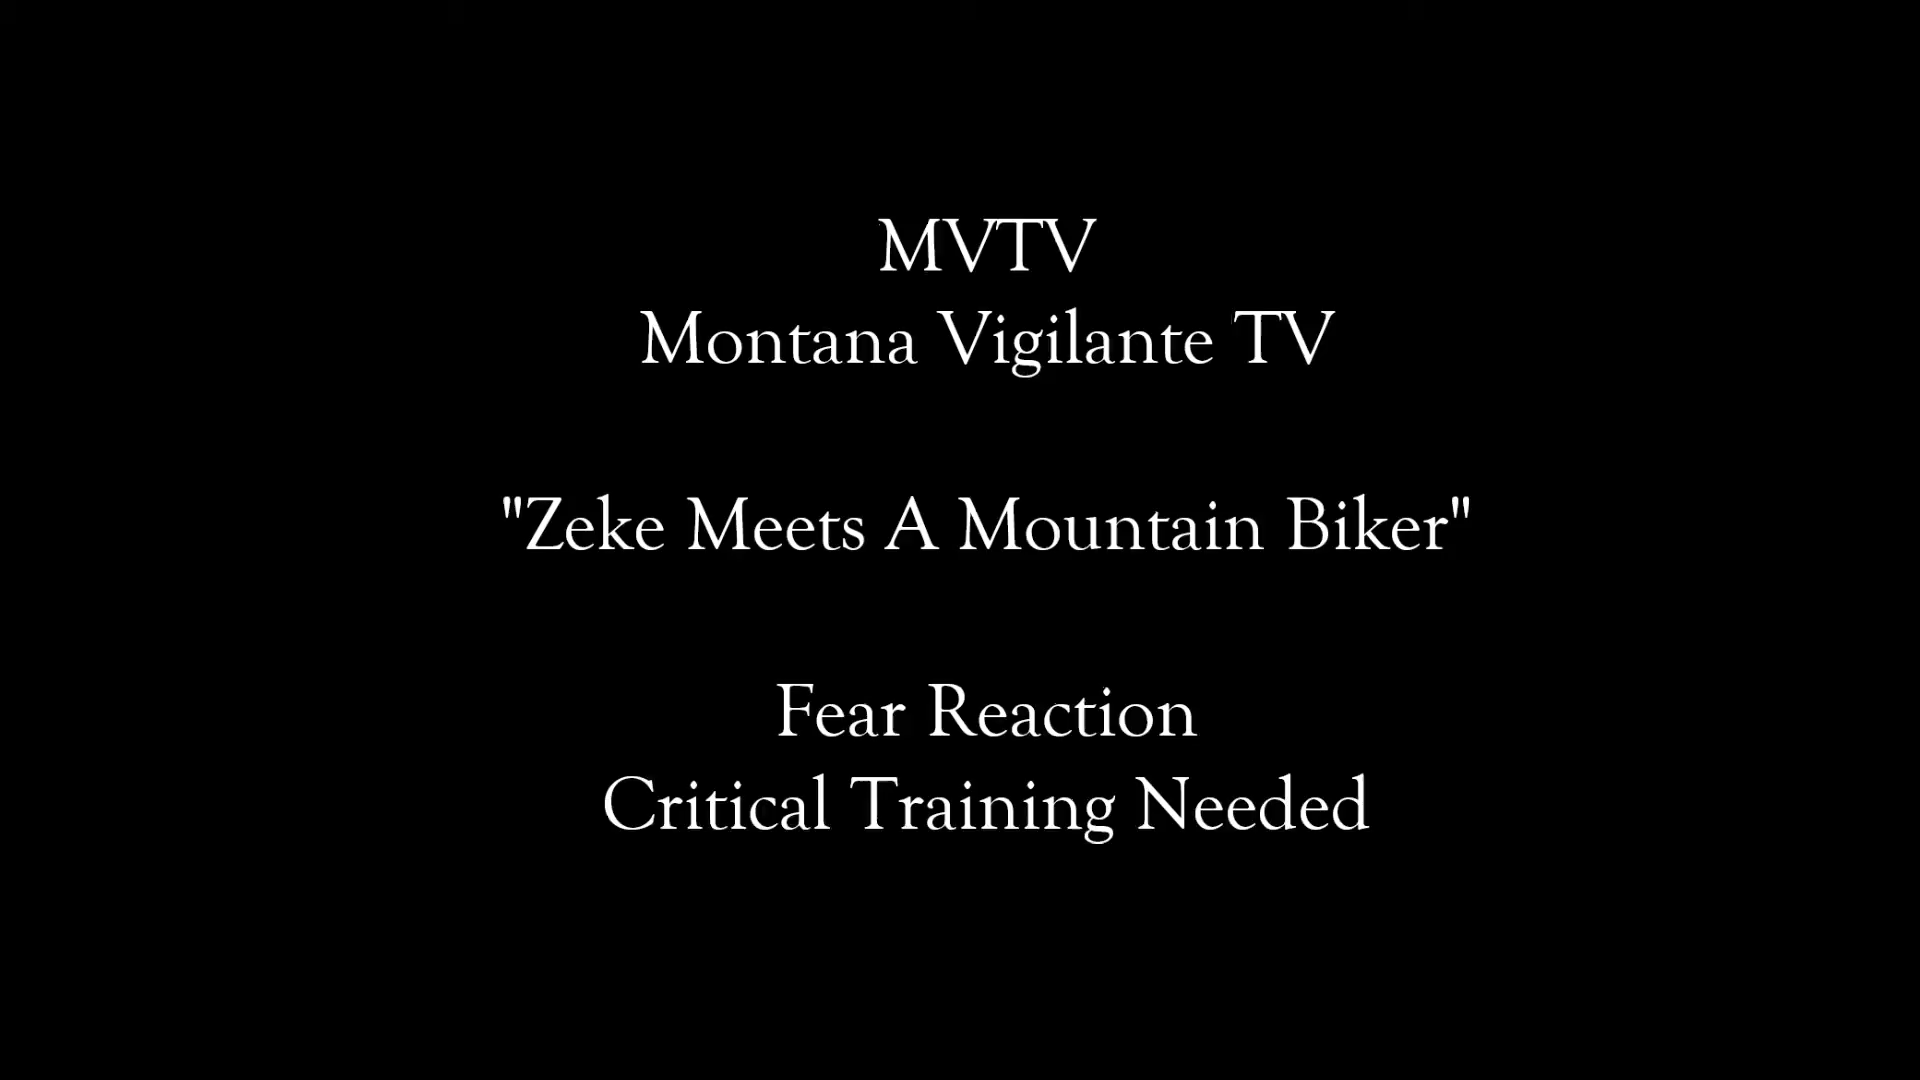 MVTV
Montana Vigilante TV
"Zeke Meets A Mountain Biker"
Fear Reaction
Critical Training Needed